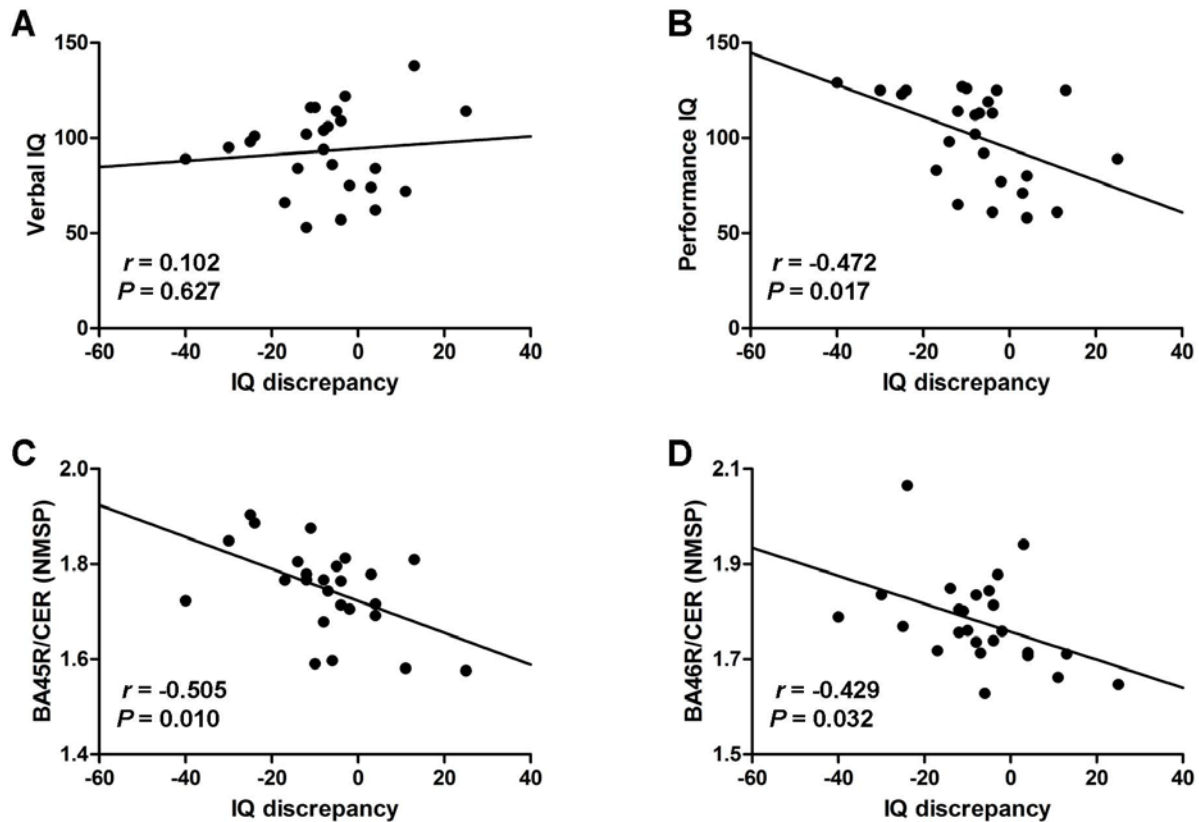 A
150
100
50
0
Verbal IQ
r = 0.102
P = 0.627
-60 -40 -20 0 20 40
IQ discrepancy
B
150
100
50
0
Performance IQ
r = -0.472
P = 0.017
-60 -40 -20 0 20 40
IQ discrepancy
C
2.0
1.8
1.6
1.4
BA45R/CER (NMSP)
r = -0.505
P = 0.010
-60 -40 -20 0 20 40
IQ discrepancy
D
2.1
1.9
1.7
1.5
BA46R/CER (NMSP)
r = -0.429
P = 0.032
-60 -40 -20 0 20 40
IQ discrepancy